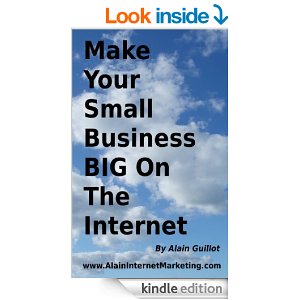 Look inside
Make
Your
Small
Business
BIG On
The
Internet
By Alain Guillot
www.AlainInternetMarketing.com
kindle edition